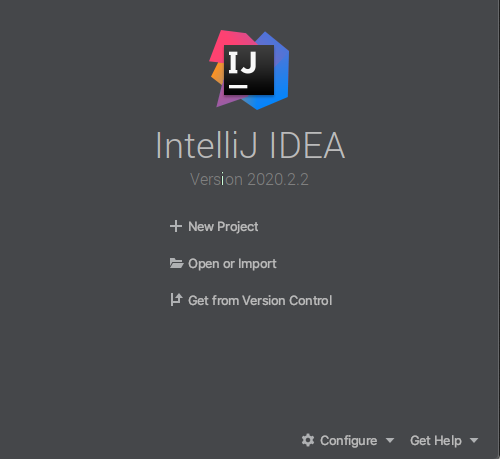 IJ
IntelliJ IDEA
Version 2020.2.2
New Project
Open or Import
Get from Version Control
Configure Get Help